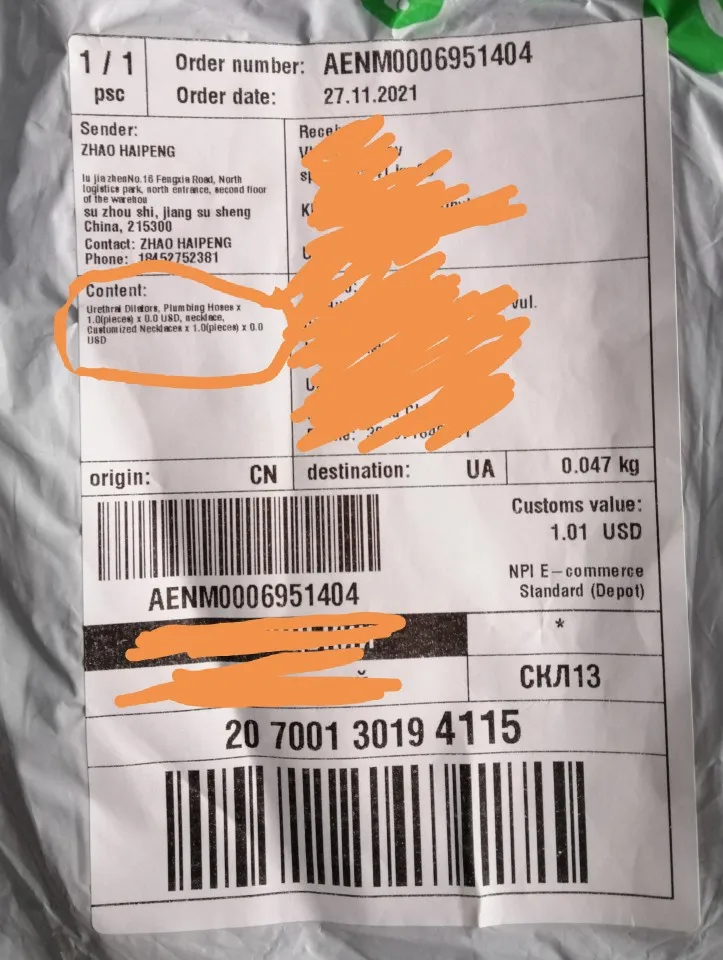 1 / 1
psc
Order number: AENM0006951404
Order date: 27.11.2021
Sender:
ZHAO HAIPENG
lu jia zhenNo.16 Fengxia Road, North
logistics park, north entrance, second floor
of the warehou
su zhou shi, jiang su sheng
China, 215300
Contact: ZHAO HAIPENG
Phone: 18452752381
Content:
Urethral Dilators, Plumbing Hoses x
1.0(pieces) x 0.0 USD, necklace,
Customized Necklaces x 1.0(pieces) x 0.0
USD
vul.
origin: CN
destination: UA
0.047 kg
Customs value:
1.01 USD
NPI E-commerce
Standard (Depot)
AENM0006951404
*
СКЛ13
20 7001 3019 4115